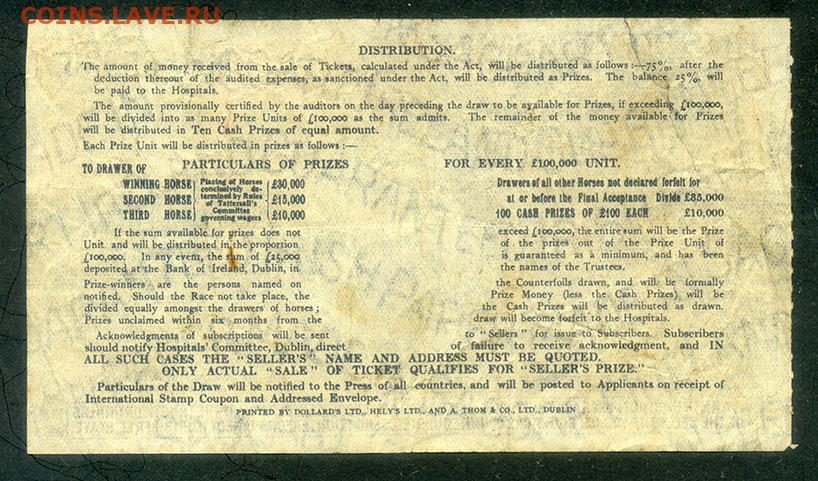 COINS.LAVE.RU
DISTRIBUTION.
The amount of money received from the sale of Tickets, calculated under the Act, will be distributed as follows :—75%, after the
deduction thereout of the audited expenses, as sanctioned under the Act, will be distributed as Prizes. The balance 25%, will
be paid to the Hospitals.
The amount provisionally certified by the auditors on the day preceding the draw to be available for Prizes, if exceeding £100,000,
will be divided into as many Prize Units of £100,000 as the sum admits. The remainder of the money available for Prizes
will be distributed in Ten Cash Prizes of equal amount.
Each Prize Unit will be distributed in prizes as follows :—
PARTICULARS OF PRIZES FOR EVERY £100,000 UNIT.
TO DRAWER OF
WINNING HORSE £30,000
SECOND HORSE £15,000
THIRD HORSE £10,000
Placing of Horses
conclusively de-
termined by Rules
of Tattersall's
Committee
governing wagers
Drawers of all other Horses not declared forfeit for
at or before the Final Acceptance Divide £35,000
100 CASH PRIZES OF £100 EACH £10,000
If the sum available for prizes does not exceed £100,000, the entire sum will be the Prize
Unit and will be distributed in the proportion of the prizes out of the Prize Unit of
£100,000. In any event, the sum of £25,000 is guaranteed as a minimum, and has been
deposited at the Bank of Ireland, Dublin, in the names of the Trustees.
Prize-winners are the persons named on the Counterfoils drawn, and will be formally
notified. Should the Race not take place, the Prize Money (less the Cash Prizes) will be
divided equally amongst the drawers of horses ; the Cash Prizes will be distributed as drawn.
Prizes unclaimed within six months from the draw will become forfeit to the Hospitals.
Acknowledgments of subscriptions will be sent to "Sellers" for issue to Subscribers. Subscribers
should notify Hospitals' Committee, Dublin, direct of failure to receive acknowledgment, and IN
ALL SUCH CASES THE "SELLER'S" NAME AND ADDRESS MUST BE QUOTED.
ONLY ACTUAL "SALE" OF TICKET QUALIFIES FOR "SELLER'S PRIZE."
Particulars of the Draw will be notified to the Press of all countries, and will be posted to Applicants on receipt of
International Stamp Coupon and Addressed Envelope.
PRINTED BY DOLLARD'S LTD., HELY'S LTD., AND A. THOM & CO., LTD., DUBLIN